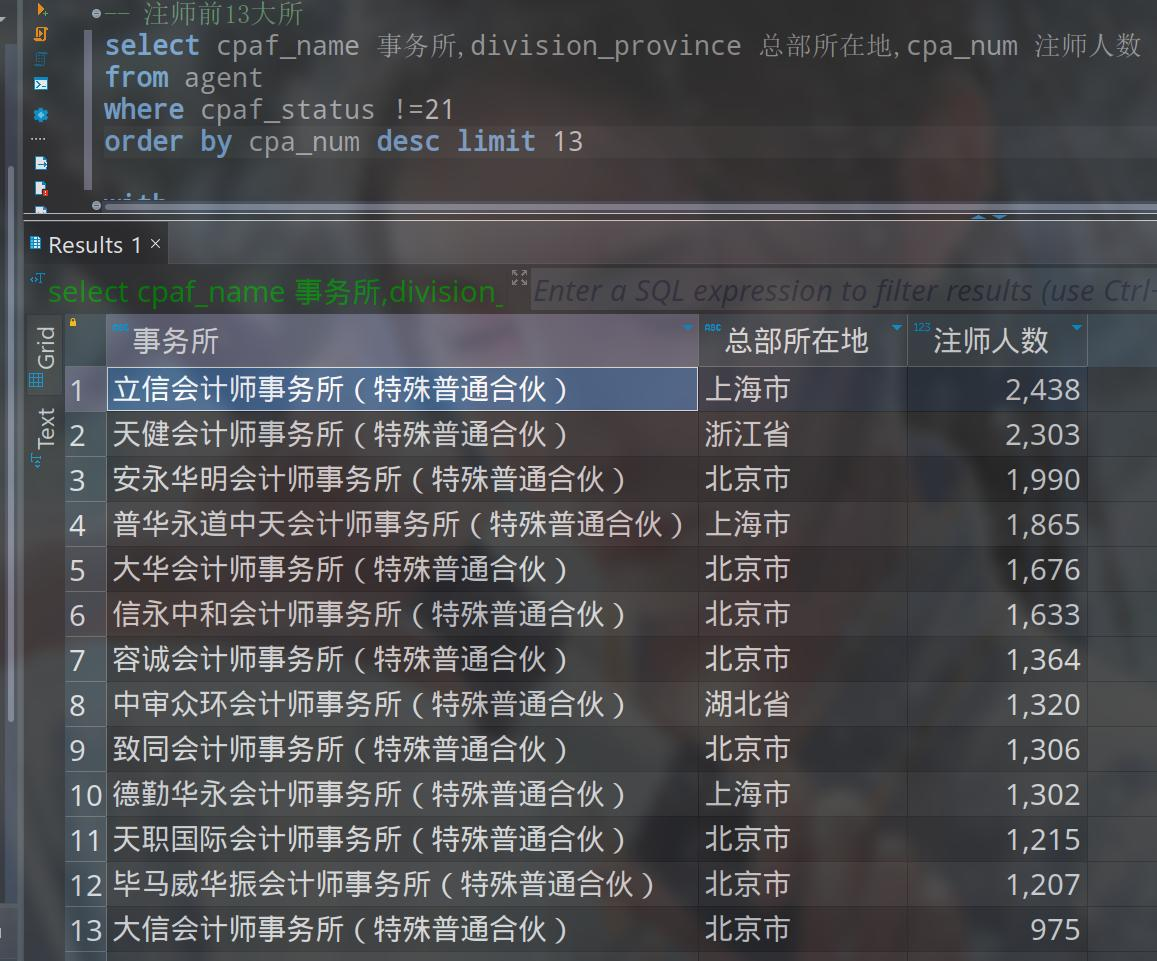 -- 注师前13大所
select cpaf_name 事务所,division_province 总部所在地,cpa_num 注师人数
from agent
where cpaf_status !=21
order by cpa_num desc limit 13
with
Results 1 ×
select cpaf_name 事务所,division_ Enter a SQL expression to filter results (use Ctrl-
Grid
Text
ABC 事务所 ABC 总部所在地 123 注师人数
1 立信会计师事务所（特殊普通合伙） 上海市 2,438
2 天健会计师事务所（特殊普通合伙） 浙江省 2,303
3 安永华明会计师事务所（特殊普通合伙） 北京市 1,990
4 普华永道中天会计师事务所（特殊普通合伙） 上海市 1,865
5 大华会计师事务所（特殊普通合伙） 北京市 1,676
6 信永中和会计师事务所（特殊普通合伙） 北京市 1,633
7 容诚会计师事务所（特殊普通合伙） 北京市 1,364
8 中审众环会计师事务所（特殊普通合伙） 湖北省 1,320
9 致同会计师事务所（特殊普通合伙） 北京市 1,306
10 德勤华永会计师事务所（特殊普通合伙） 上海市 1,302
11 天职国际会计师事务所（特殊普通合伙） 北京市 1,215
12 毕马威华振会计师事务所（特殊普通合伙） 北京市 1,207
13 大信会计师事务所（特殊普通合伙） 北京市 975